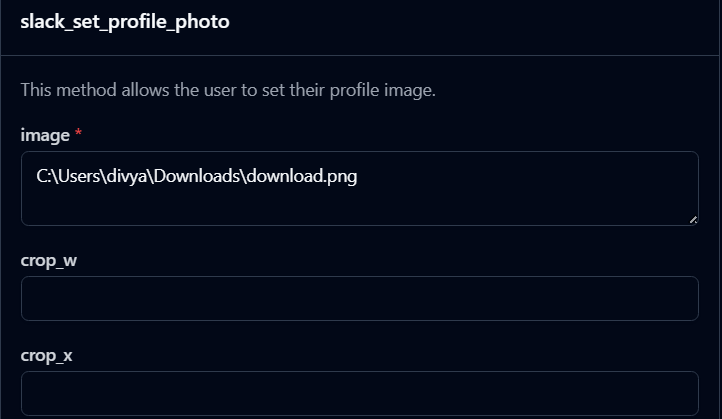 slack_set_profile_photo
This method allows the user to set their profile image.
image *
C:\Users\divya\Downloads\download.png
crop_w
crop_x